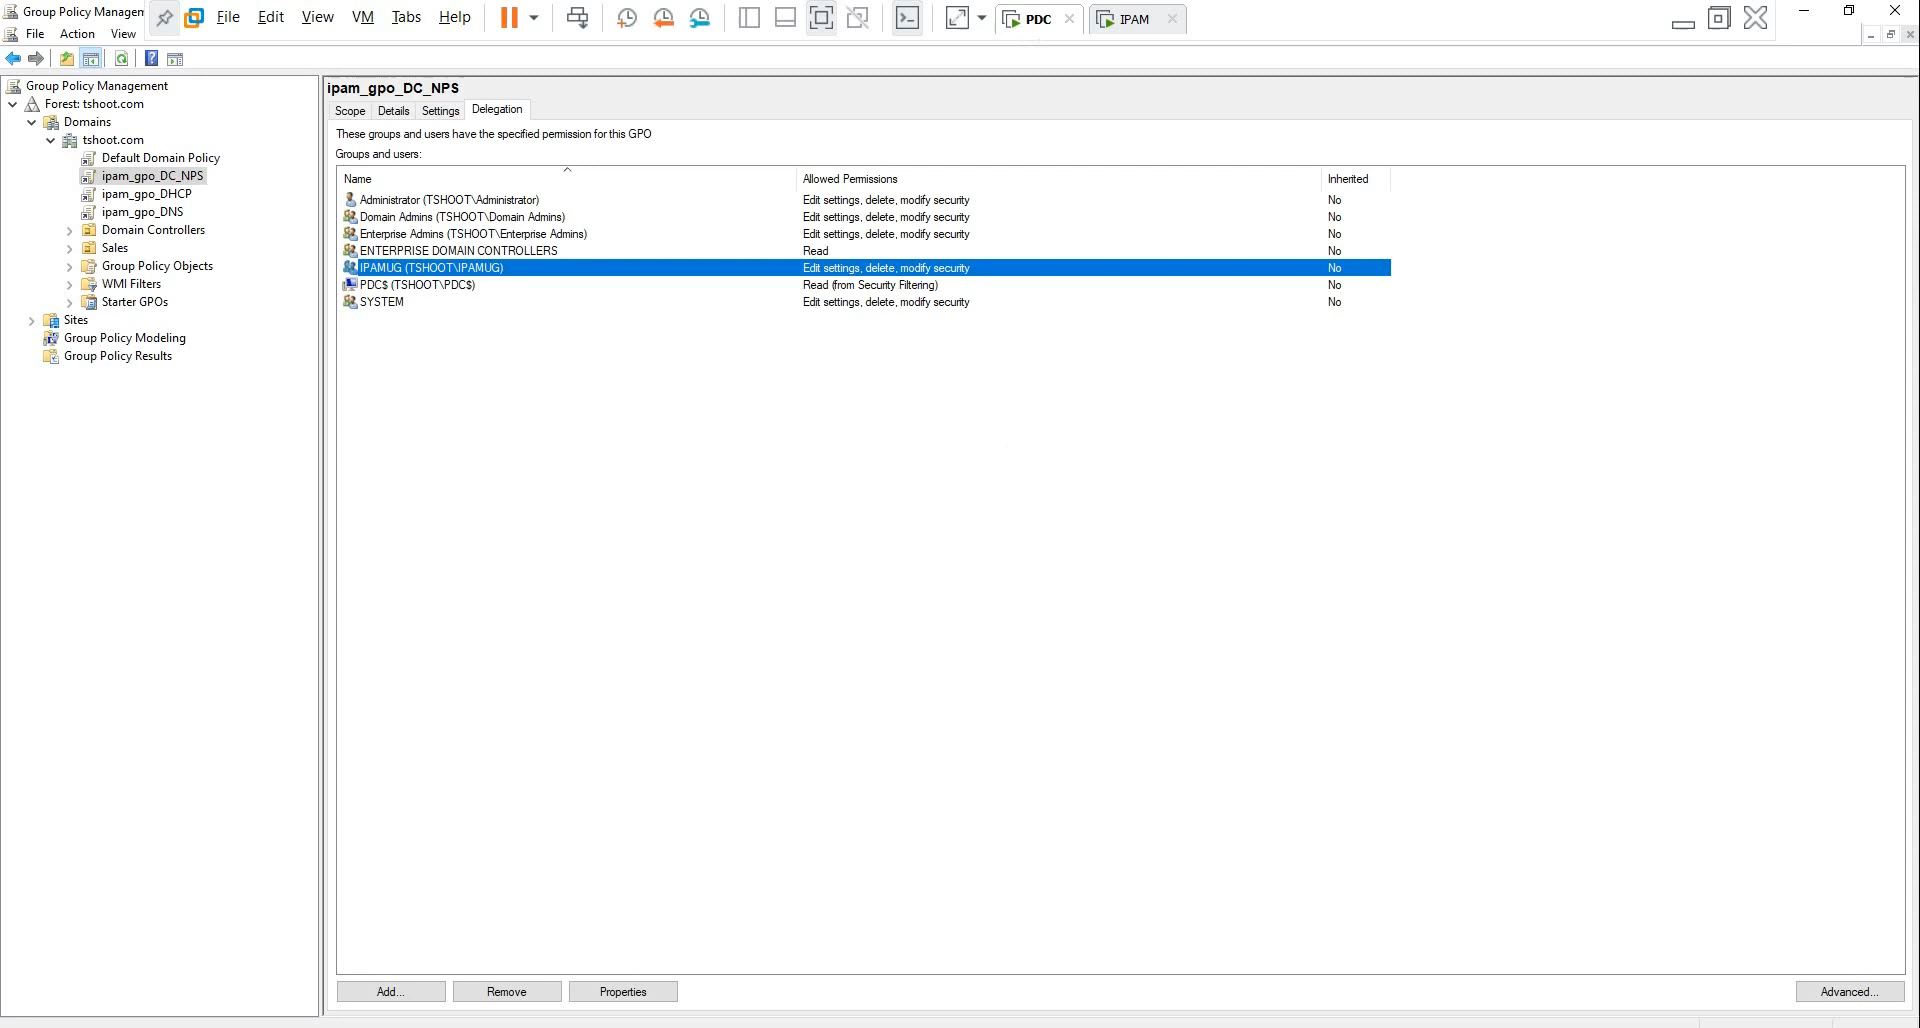 Group Policy Managen
File Edit View VM Tabs Help
PDC
IPAM
File Action View
Group Policy Management
Forest: tshoot.com
Domains
tshoot.com
Default Domain Policy
ipam_gpo_DC_NPS
ipam_gpo_DHCP
ipam_gpo_DNS
Domain Controllers
Sales
Group Policy Objects
WMI Filters
Starter GPOs
Sites
Group Policy Modeling
Group Policy Results
ipam_gpo_DC_NPS
Scope Details Settings Delegation
These groups and users have the specified permission for this GPO
Groups and users:
Name Allowed Permissions Inherited
Administrator (TSHOOT\Administrator) Edit settings, delete, modify security No
Domain Admins (TSHOOT\Domain Admins) Edit settings, delete, modify security No
Enterprise Admins (TSHOOT\Enterprise Admins) Edit settings, delete, modify security No
ENTERPRISE DOMAIN CONTROLLERS Read No
IPAMUG (TSHOOT\IPAMUG) Edit settings, delete, modify security No
PDC$ (TSHOOT\PDC$) Read (from Security Filtering) No
SYSTEM Edit settings, delete, modify security No
Add... Remove Properties Advanced...